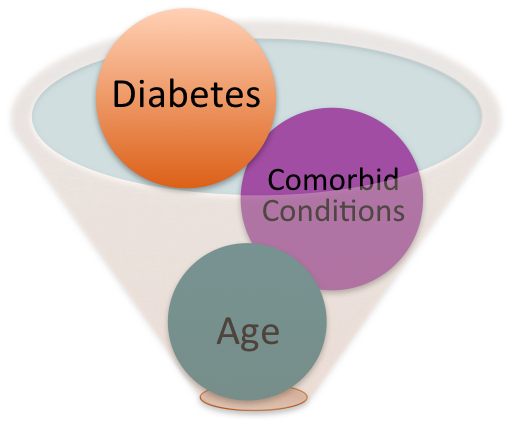 Diabetes
Comorbid
Conditions
Age